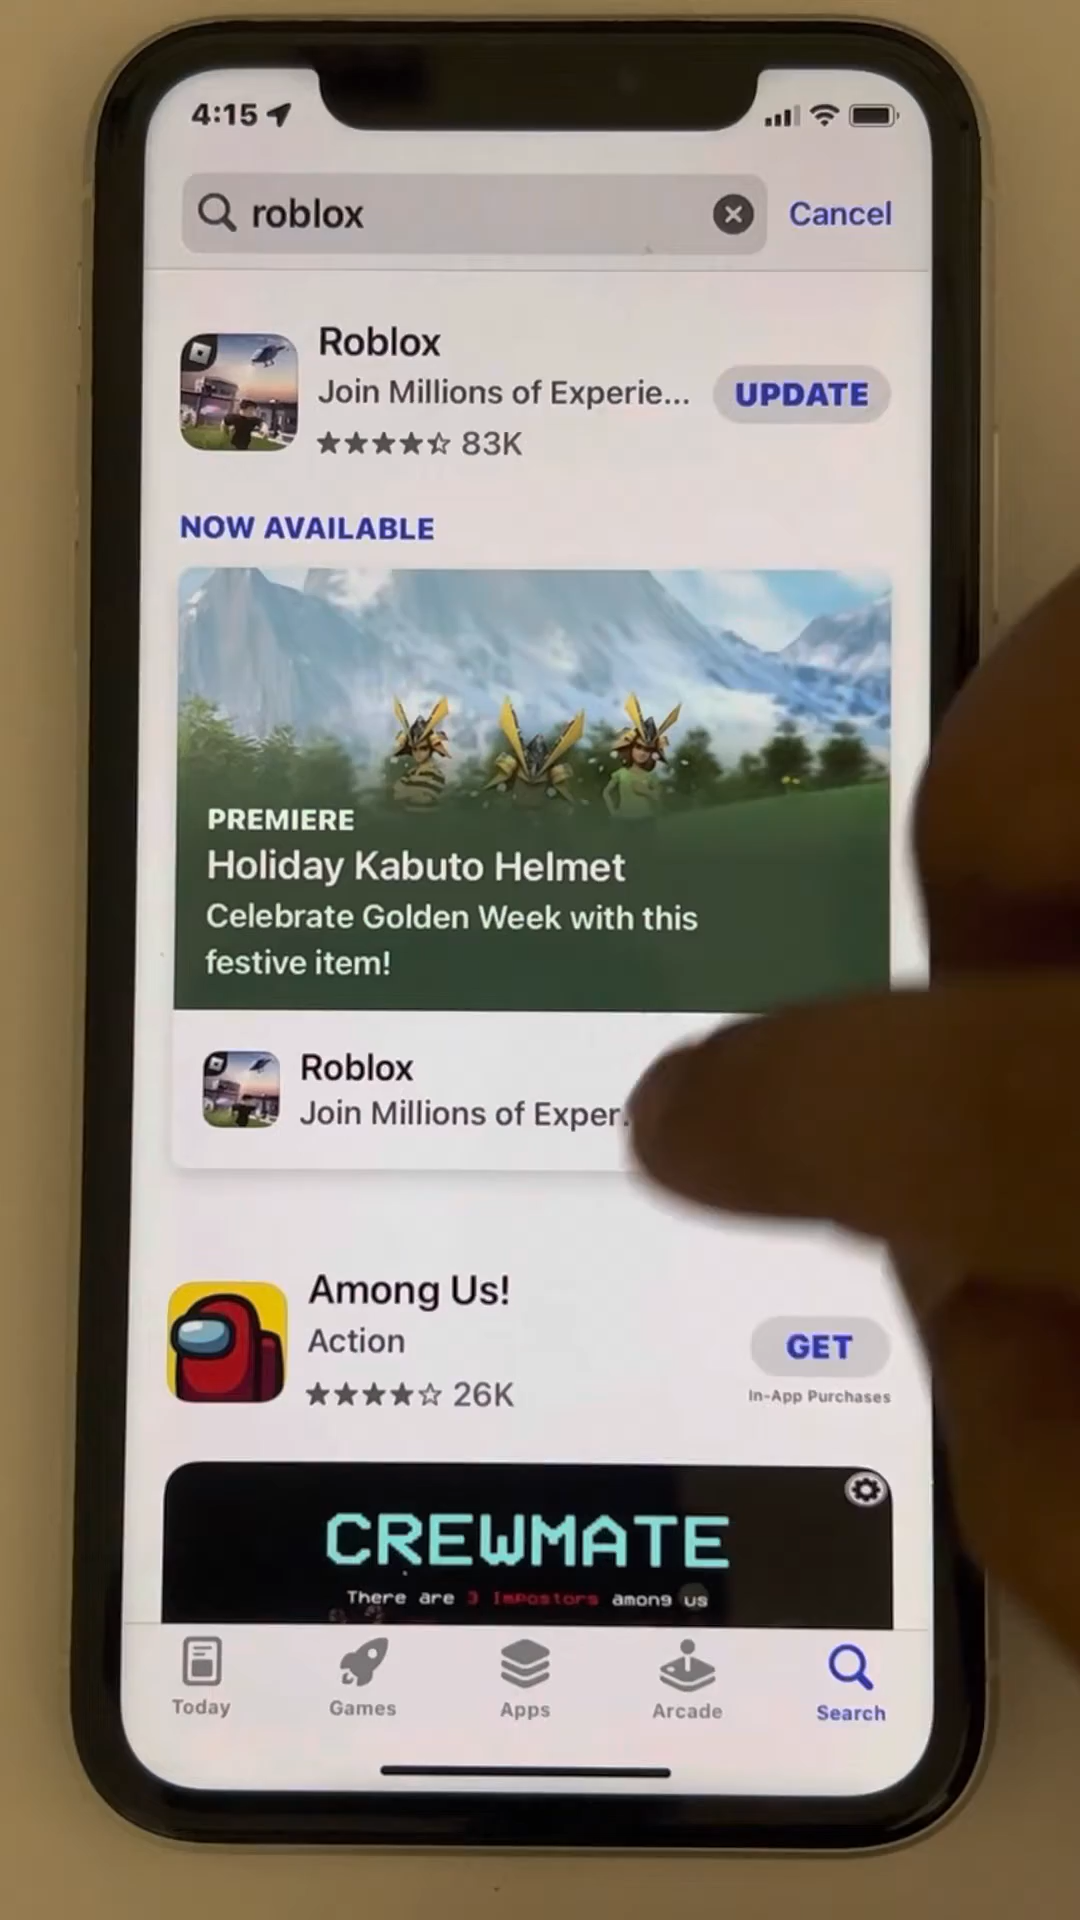 4:15
roblox
Cancel
Roblox
Join Millions of Experie...
UPDATE
83K
NOW AVAILABLE
PREMIERE
Holiday Kabuto Helmet
Celebrate Golden Week with this
festive item!
Roblox
Join Millions of Exper.
Among Us!
Action
GET
26K
In-App Purchases
CREWMATE
There are 3 Impostors among us
Today
Games
Apps
Arcade
Search